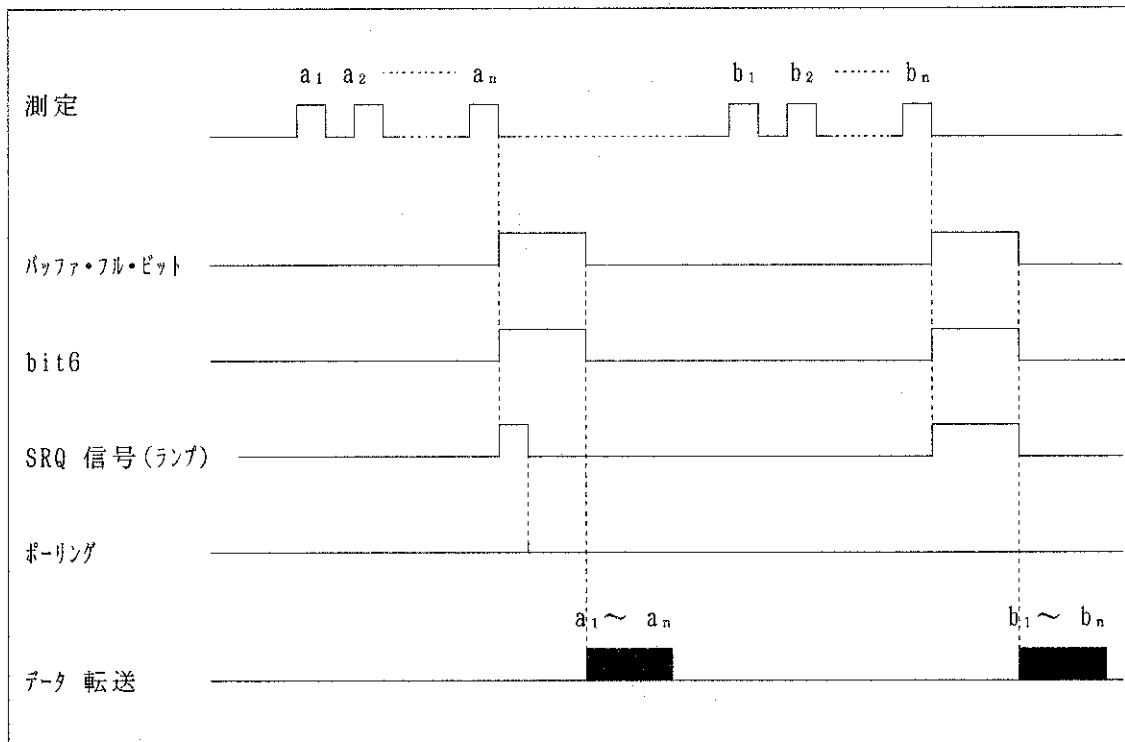 a₁ a₂ ……… aₙ b₁ b₂ …… bₙ
測定
バッファ・フル・ビット
bit6
SRQ 信号(ランプ)
ポーリング
a₁～ aₙ b₁～ bₙ
データ 転送